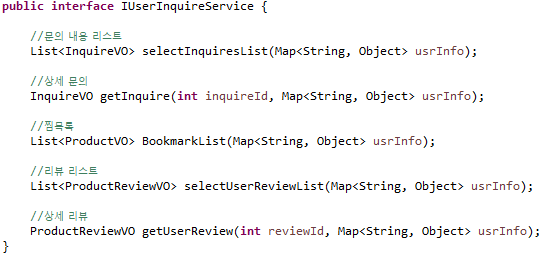 public interface IUserInquireService {
//문의 내용 리스트
List<InquireVO> selectInquiresList(Map<String, Object> usrInfo);
//상세 문의
InquireVO getInquire(int inquireId, Map<String, Object> usrInfo);
//찜목록
List<ProductVO> BookmarkList(Map<String, Object> usrInfo);
//리뷰 리스트
List<ProductReviewVO> selectUserReviewList(Map<String, Object> usrInfo);
//상세 리뷰
ProductReviewVO getUserReview(int reviewId, Map<String, Object> usrInfo);
}